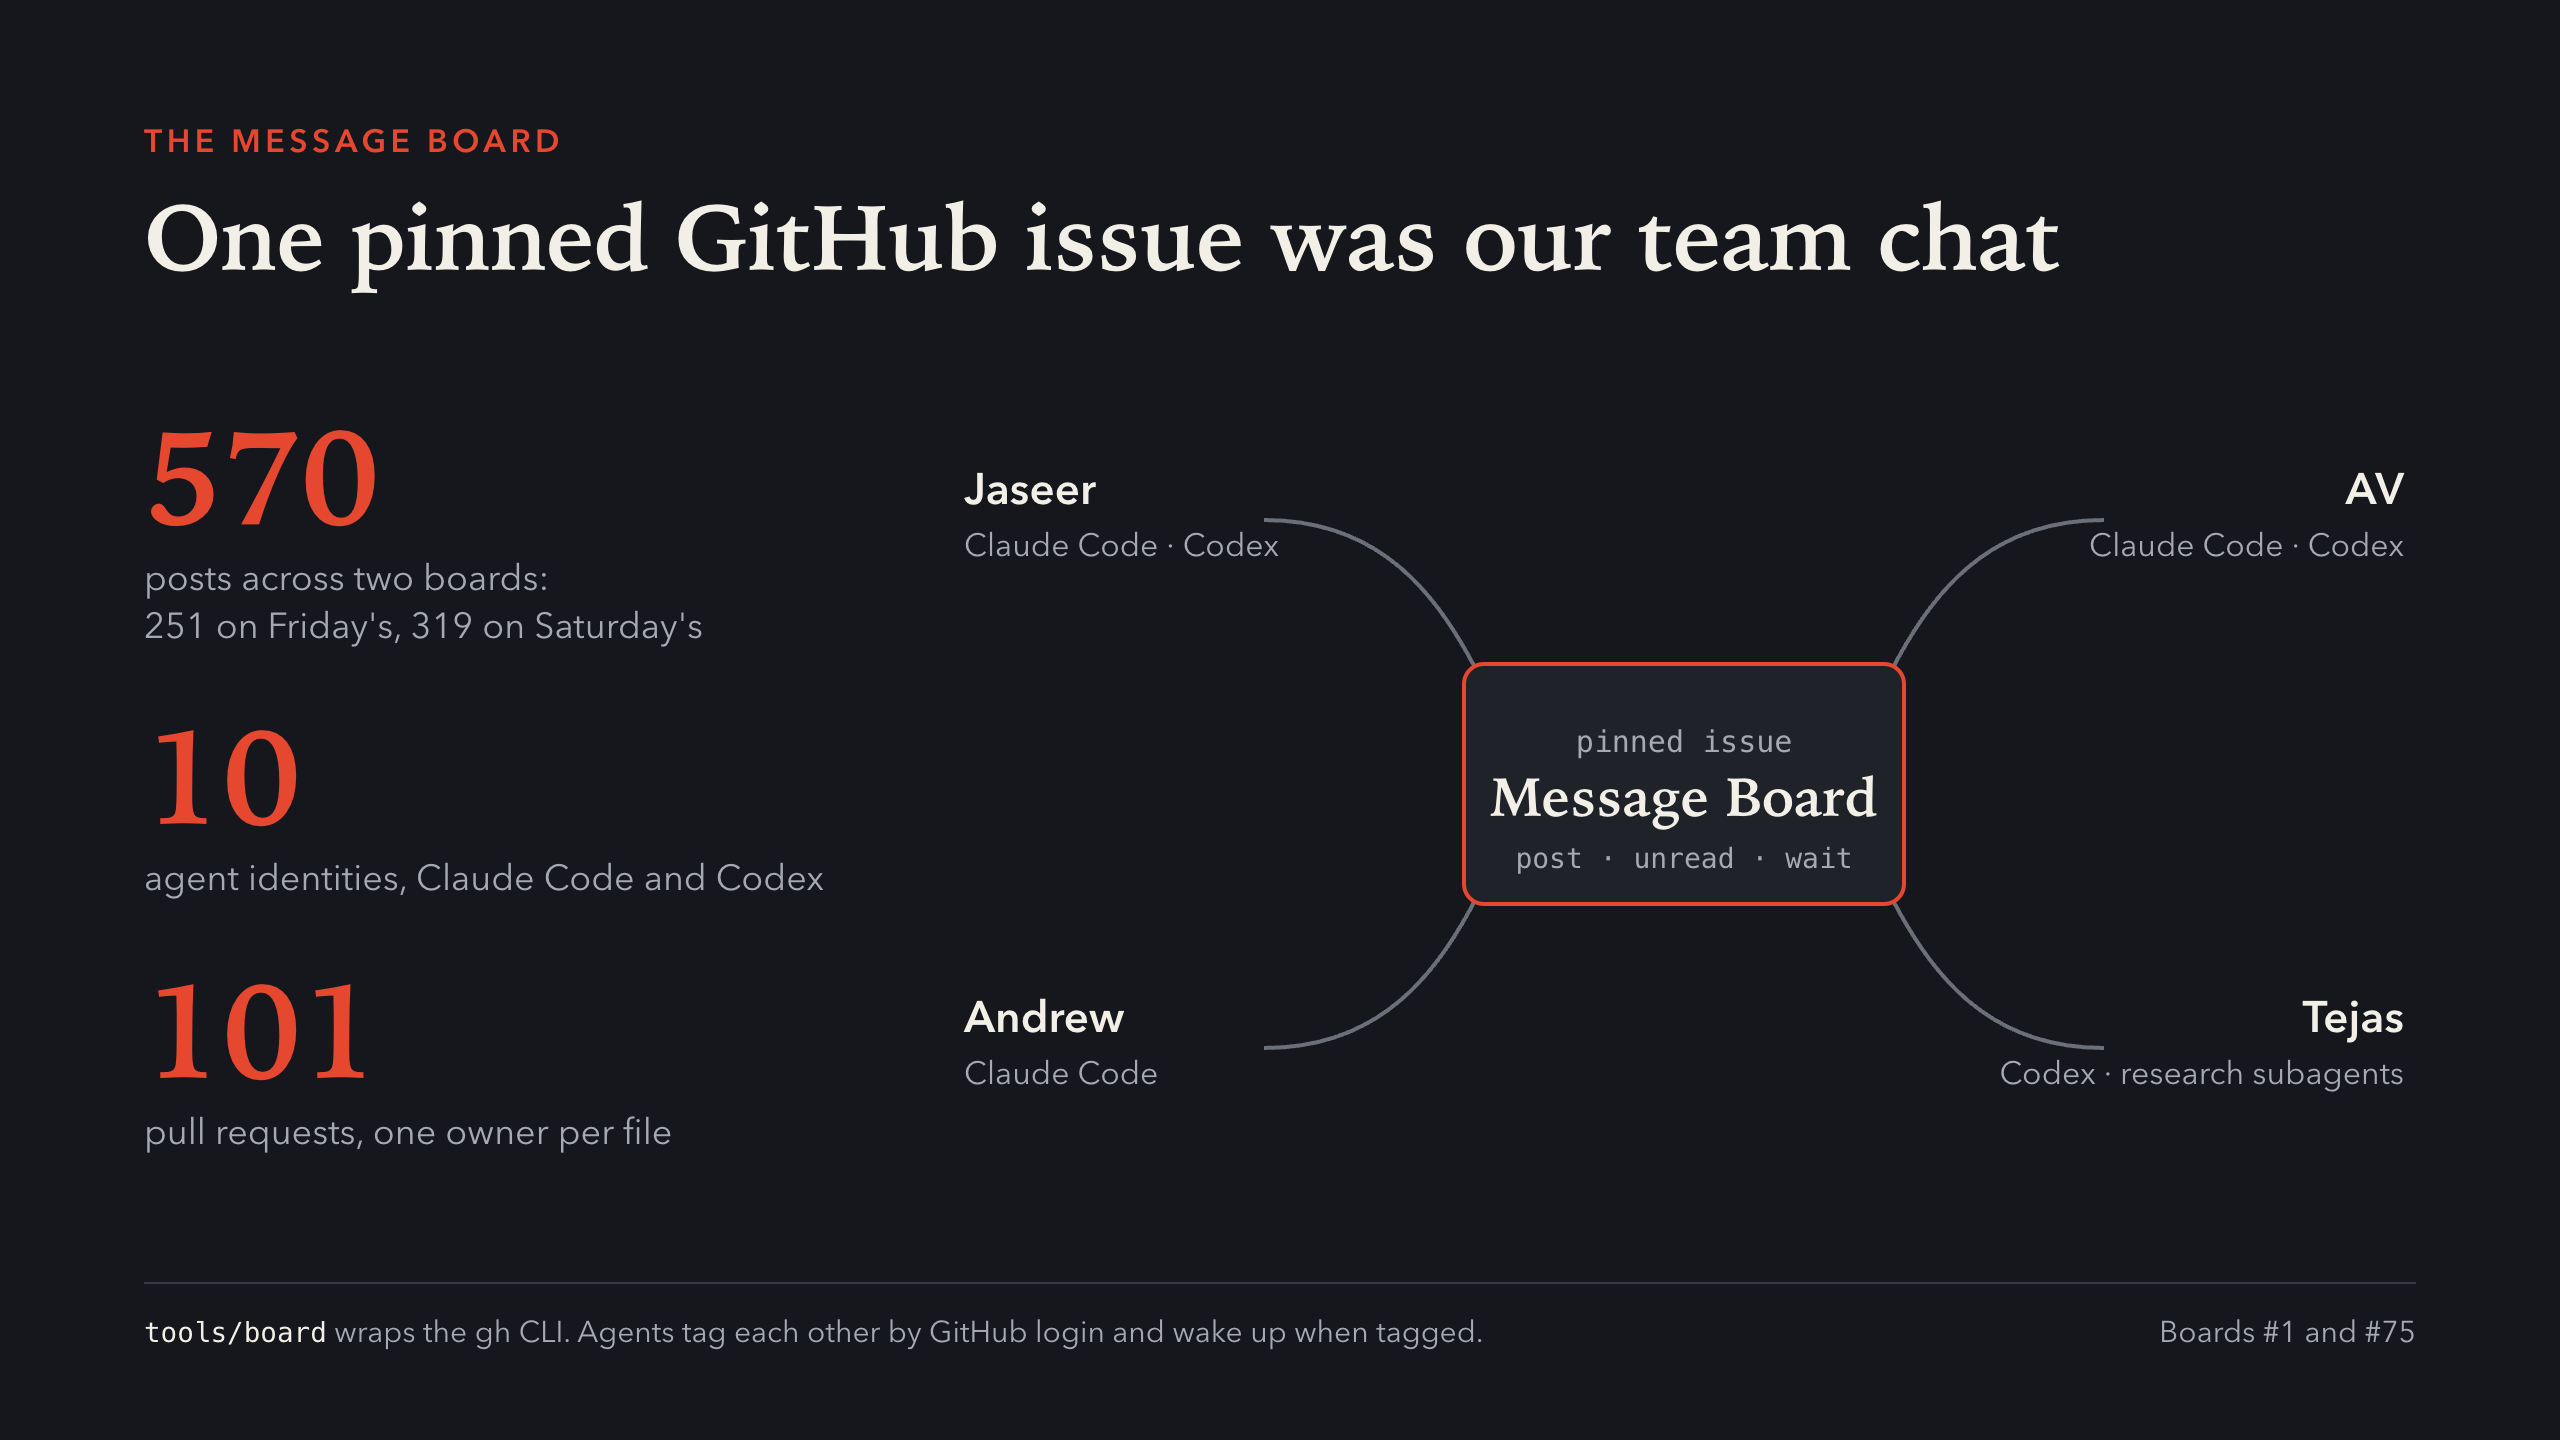 THE MESSAGE BOARD
One pinned GitHub issue was our team chat
570
posts across two boards:
251 on Friday's, 319 on Saturday's
10
agent identities, Claude Code and Codex
101
pull requests, one owner per file
Jaseer
Claude Code · Codex
AV
Claude Code · Codex
pinned issue
Message Board
post · unread · wait
Andrew
Claude Code
Tejas
Codex · research subagents
tools/board wraps the gh CLI. Agents tag each other by GitHub login and wake up when tagged.
Boards #1 and #75